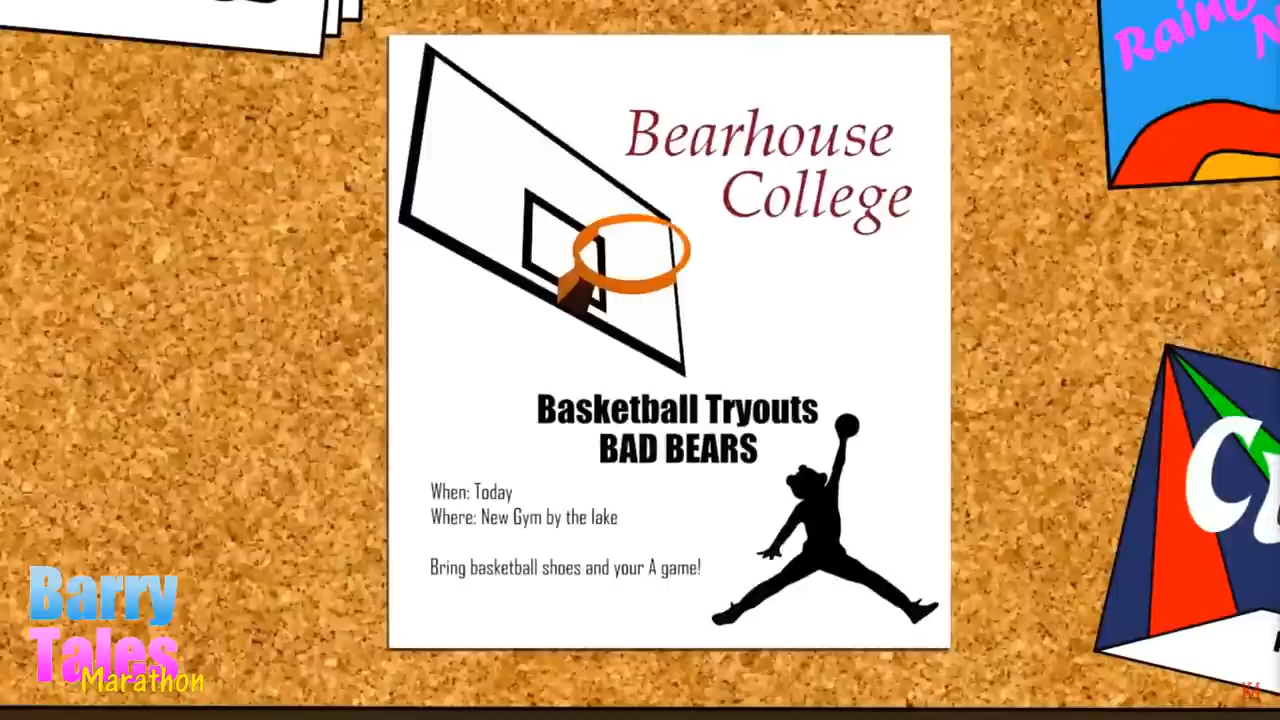 Bearhouse
College
Basketball Tryouts
BAD BEARS
When: Today
Where: New Gym by the lake
Bring basketball shoes and your A game!
Barry
Tales
Marathon